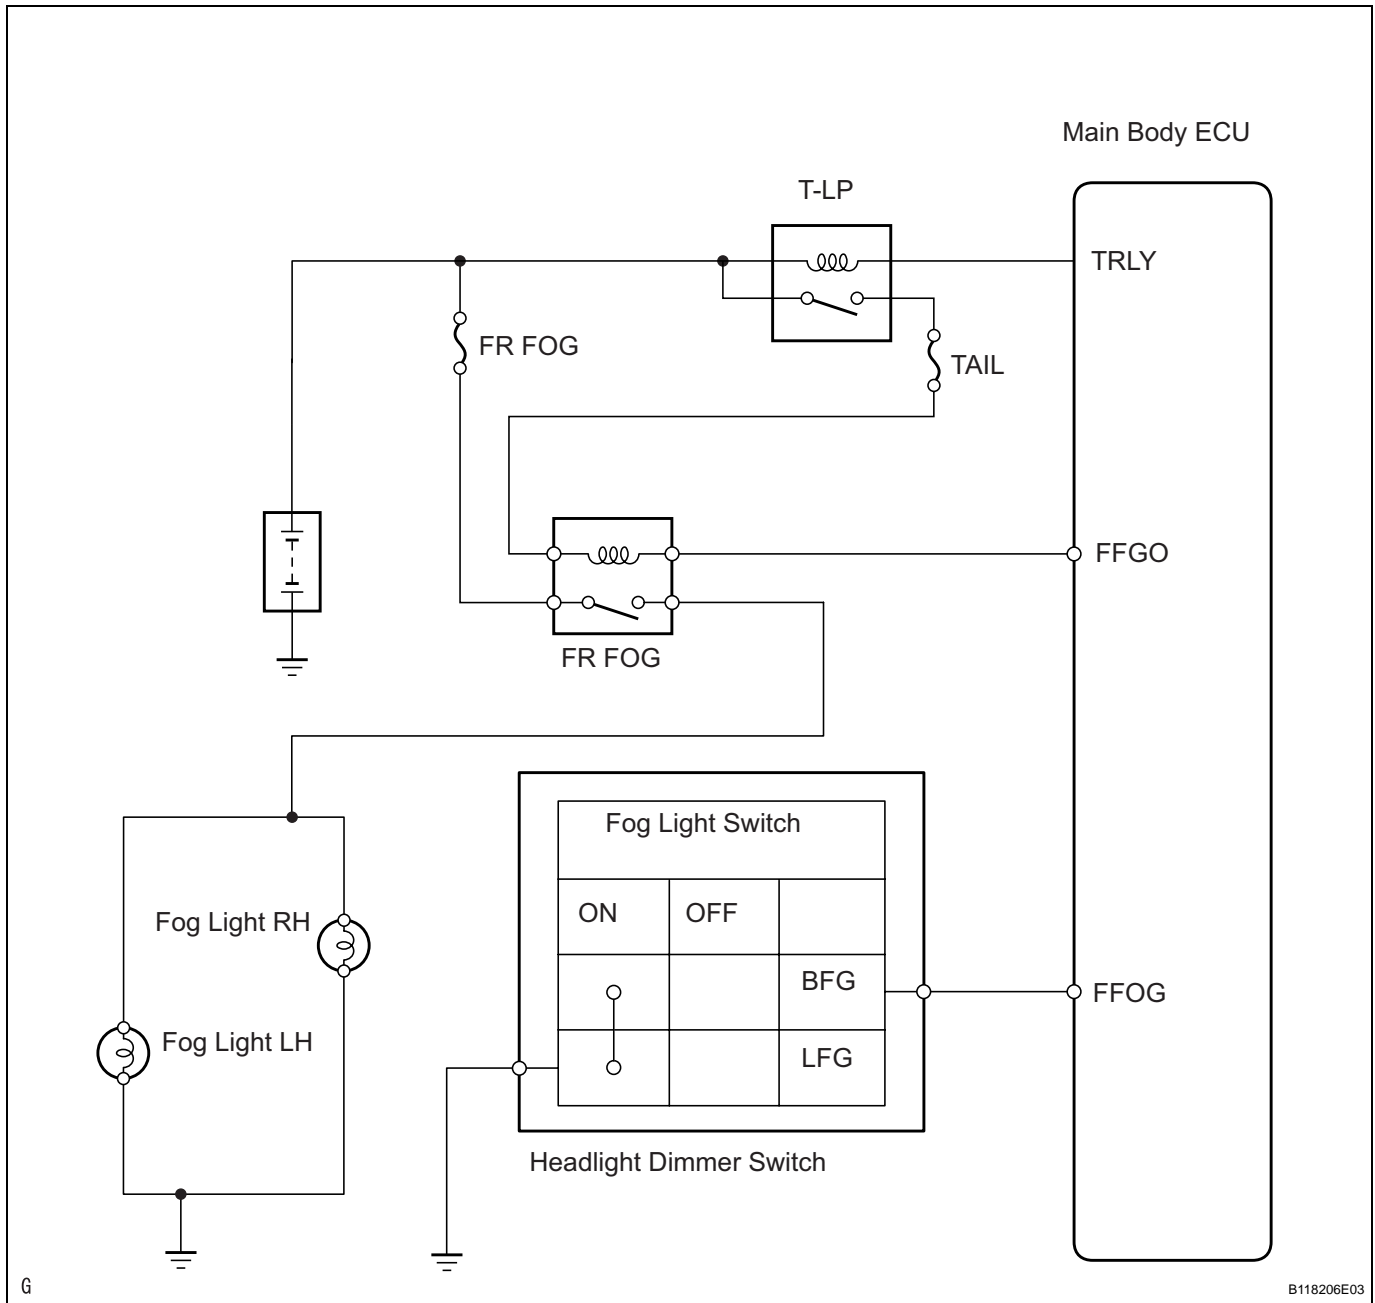 Main Body ECU
T-LP
TRLY
FR FOG
TAIL
FFGO
FR FOG
Fog Light Switch
ON OFF
Fog Light RH
BFG
FFOG
Fog Light LH
LFG
Headlight Dimmer Switch
G
B118206E03